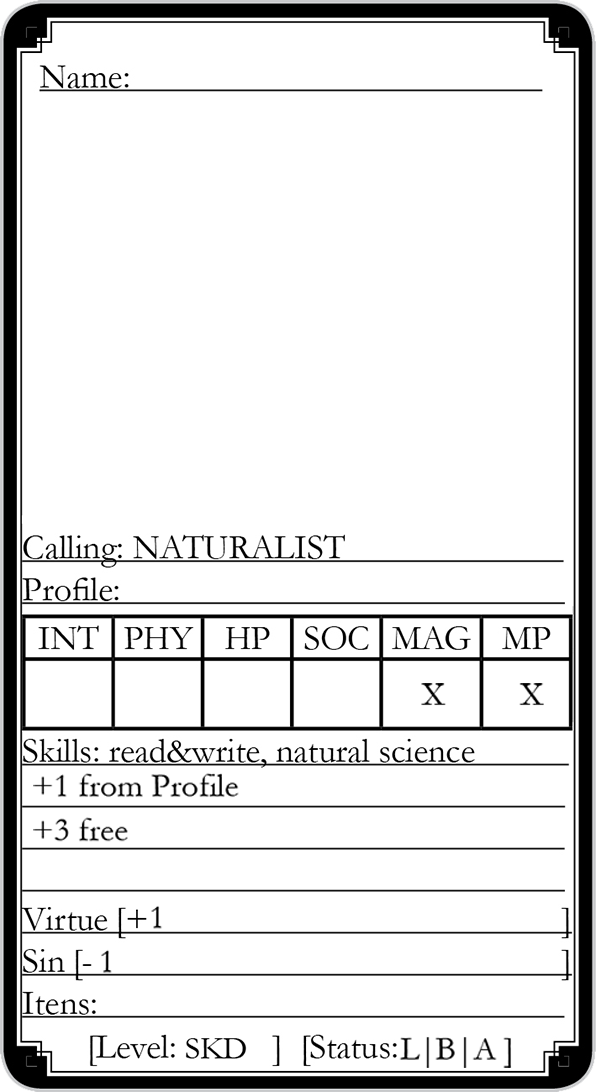 Name:
Calling: NATURALIST
Profile:
INT PHY HP SOC MAG MP
X X
Skills: read&write, natural science
+1 from Profile
+3 free
Virtue [+1 ]
Sin [- 1 ]
Itens:
[Level: SKD ] [Status:L|B|A ]